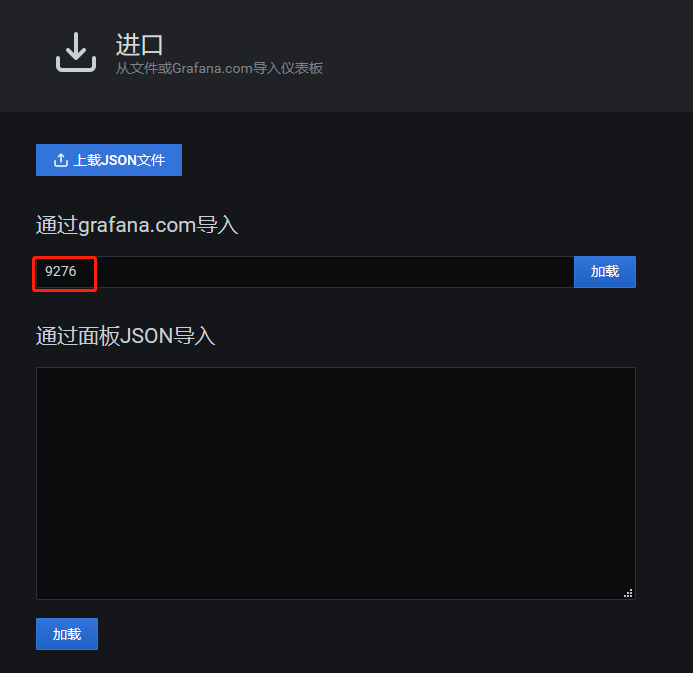 进口
从文件或Grafana.com导入仪表板
上载JSON文件
通过grafana.com导入
9276
加载
通过面板JSON导入
加载